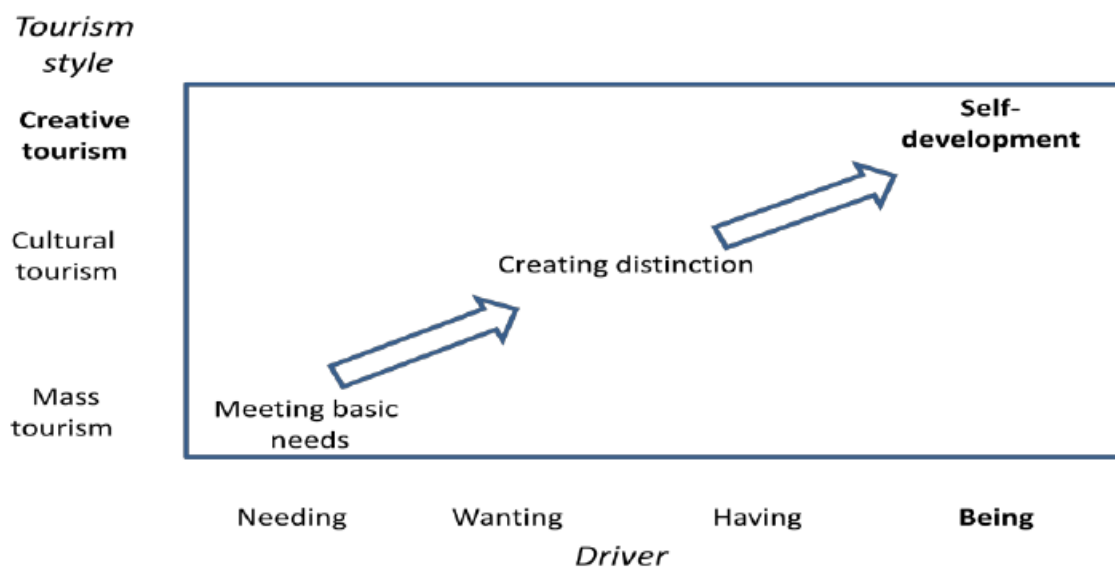 Tourism
style
Creative
tourism
Self-
development
Cultural
tourism
Creating distinction
Mass
tourism
Meeting basic
needs
Needing Wanting Having Being
Driver